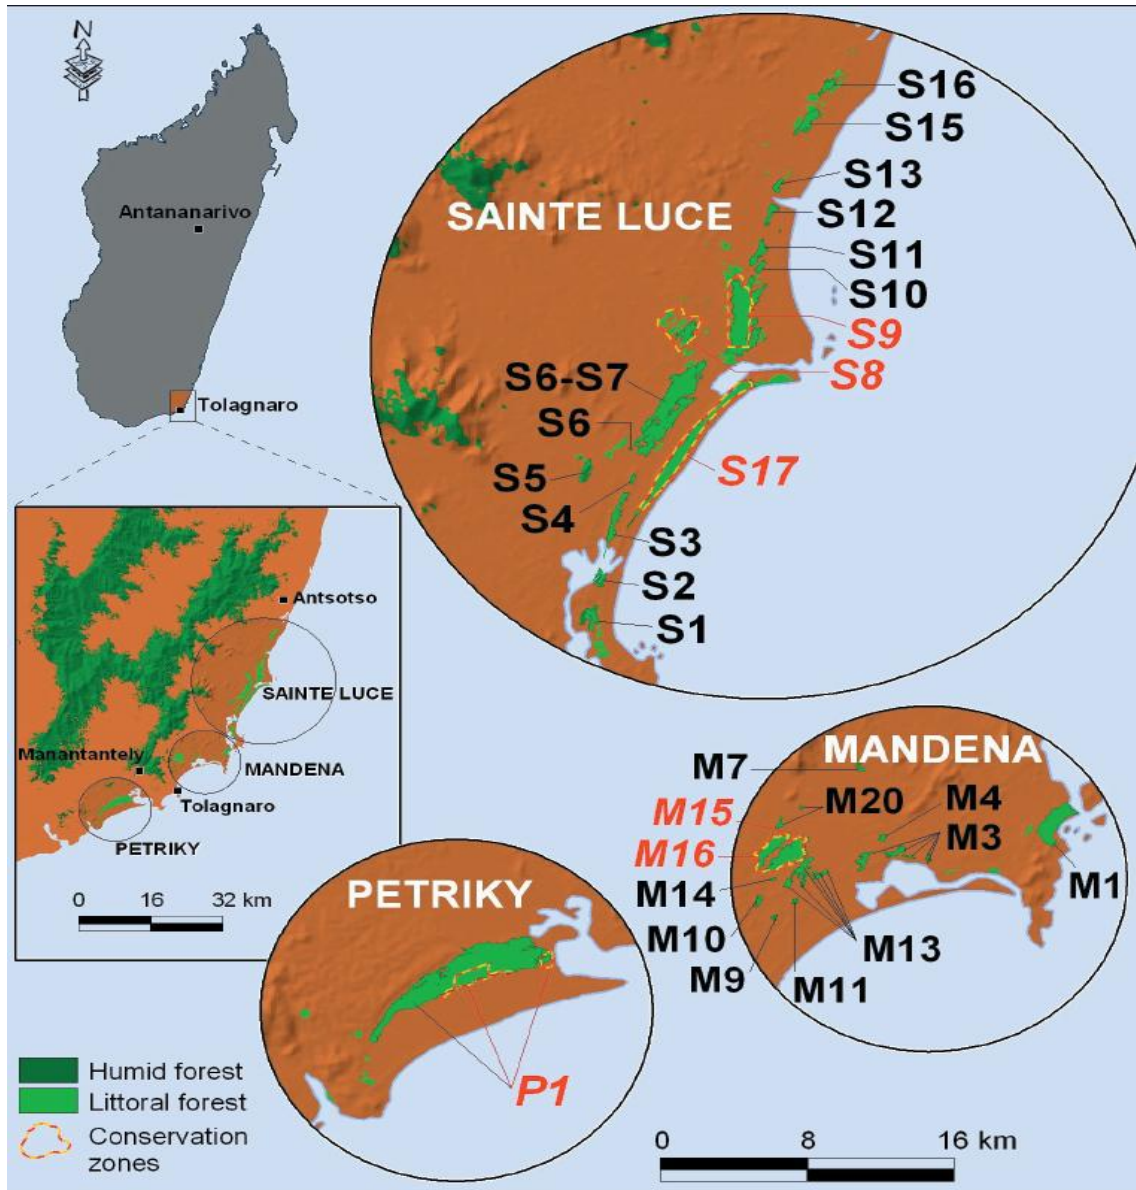 N
Antananarivo
Tolagnaro
Antsotso
SAINTE LUCE
Manantantely
MANDENA
Tolagnaro
PETRIKY
0 16 32 km
SAINTE LUCE
S16
S15
S13
S12
S11
S10
S9
S8
S6-S7
S6
S5
S17
S4
S3
S2
S1
MANDENA
M7
M20
M4
M15
M3
M16
M14
M1
M10
M13
M9
M11
PETRIKY
P1
Humid forest
Littoral forest
Conservation
zones
0 8 16 km